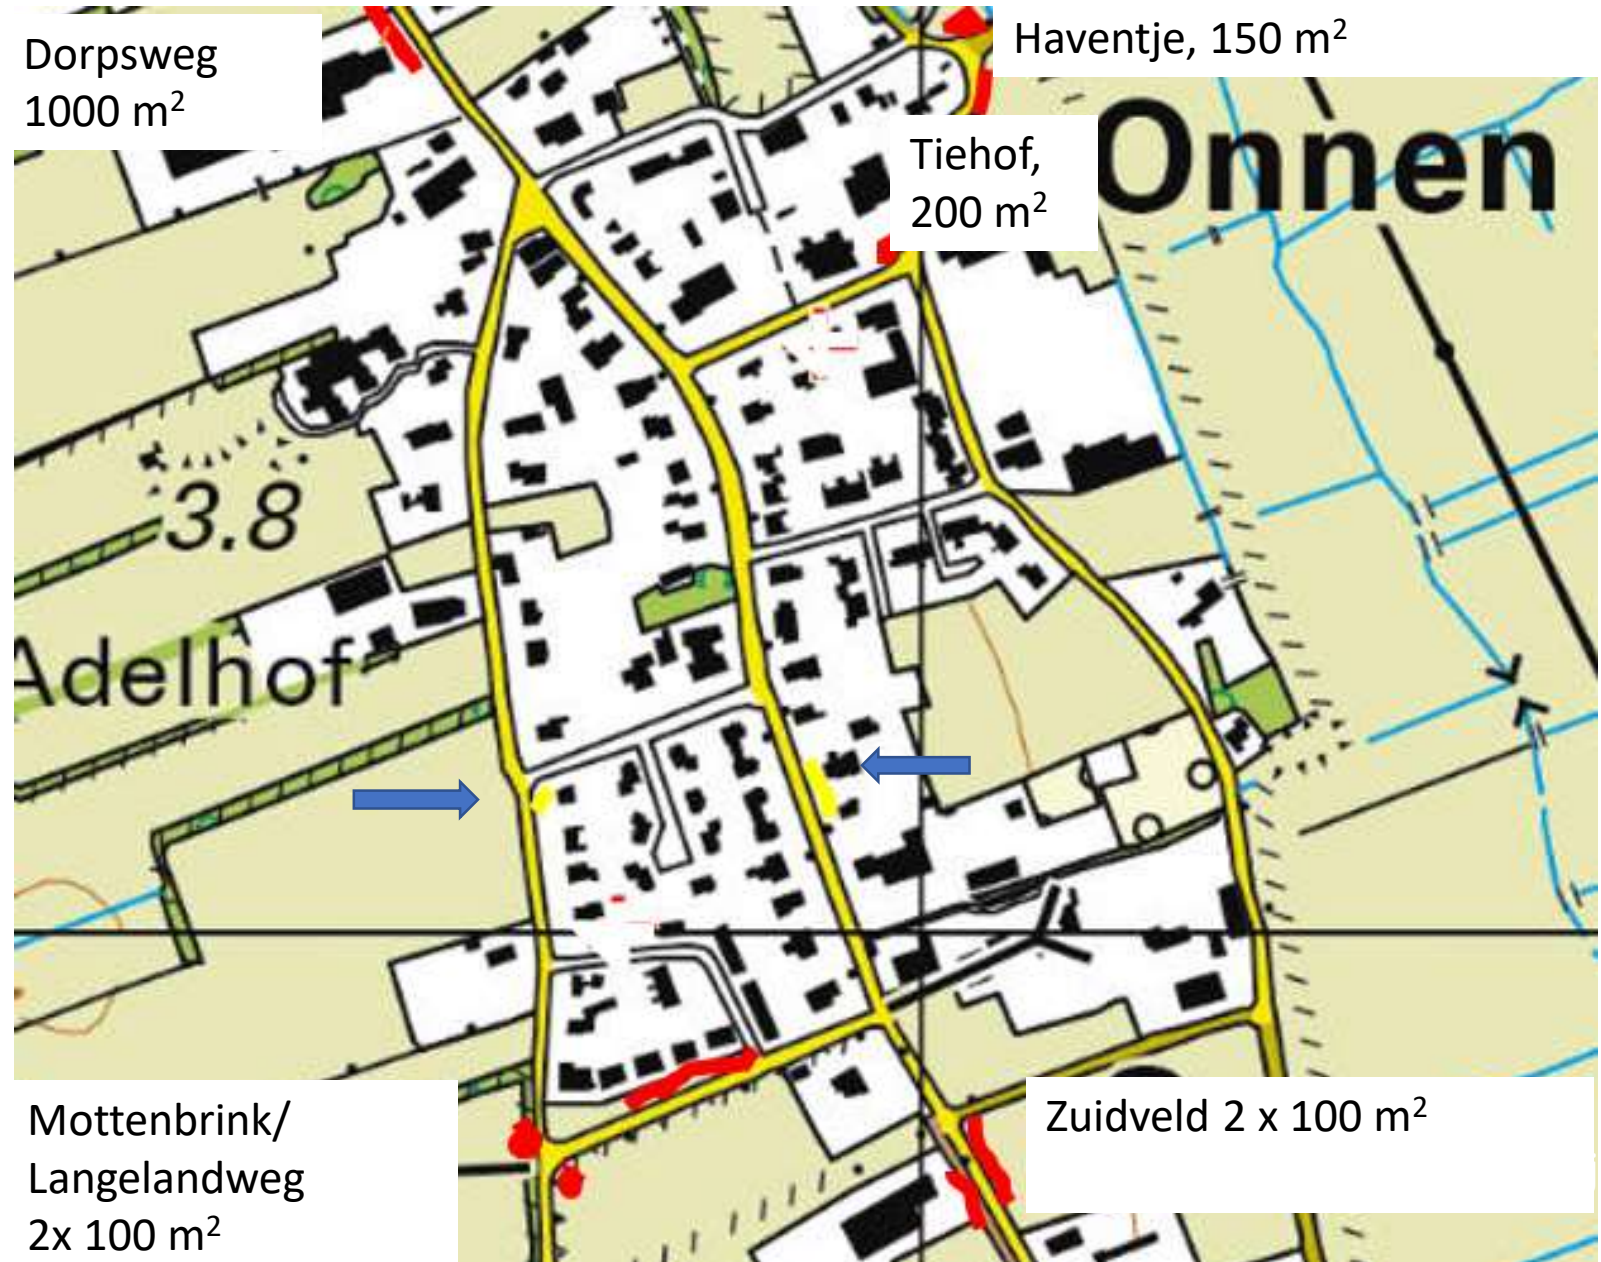 Dorpsweg
1000 m²
Haventje, 150 m²
Tiehof,
200 m²
Onnen
3.8
Adelhof
Mottenbrink/
Langelandweg
2x 100 m²
Zuidveld 2 x 100 m²